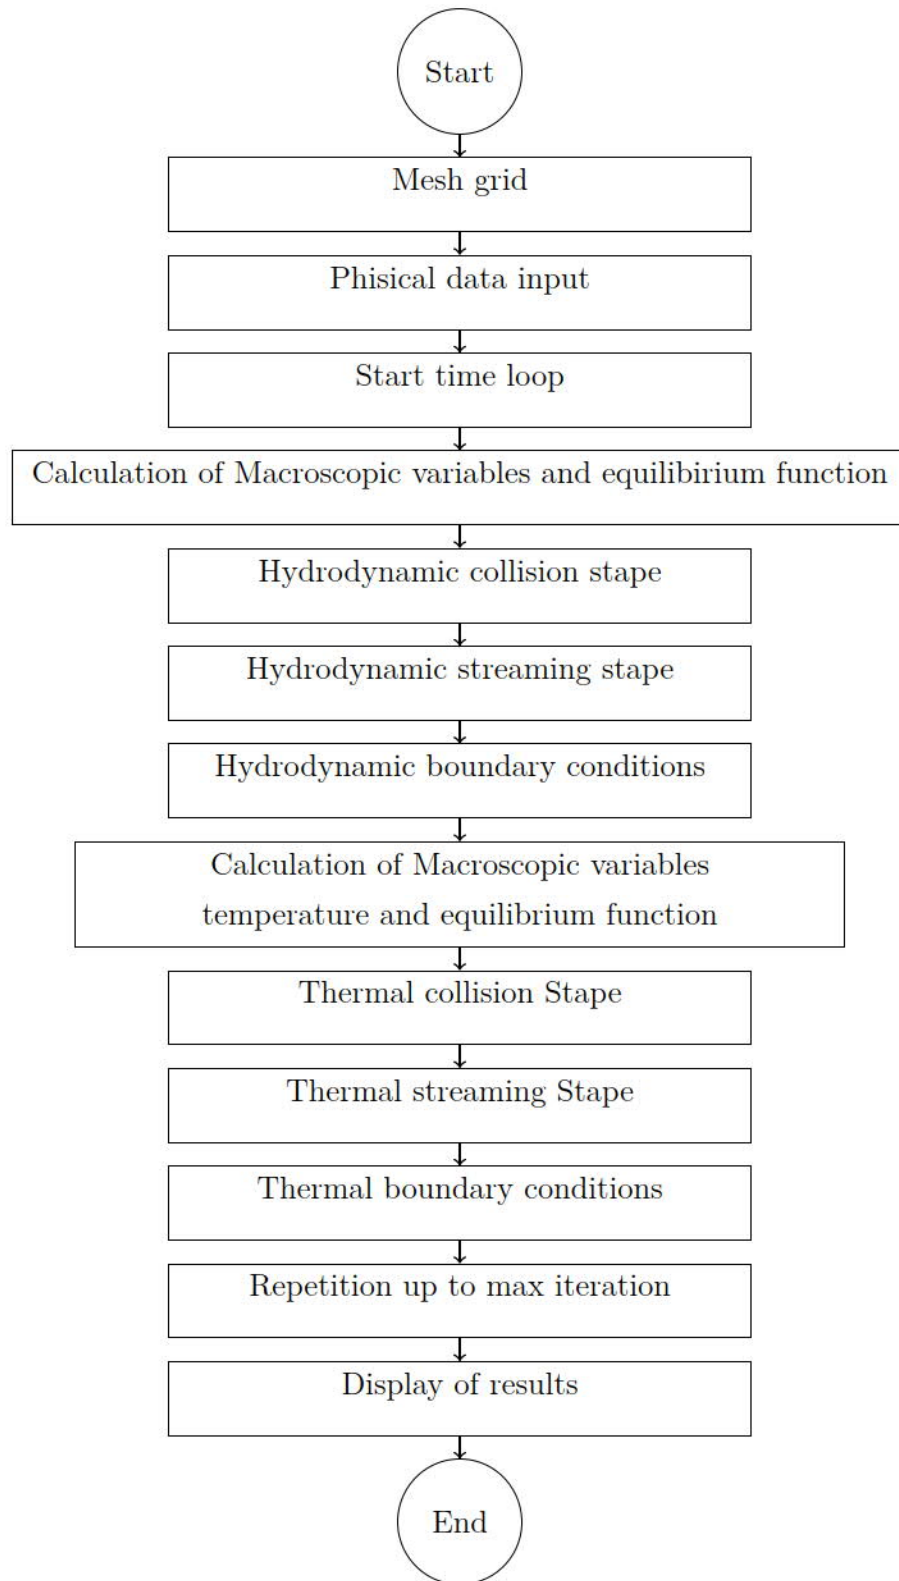 Start
Mesh grid
Phisical data input
Start time loop
Calculation of Macroscopic variables and equilibirium function
Hydrodynamic collision stape
Hydrodynamic streaming stape
Hydrodynamic boundary conditions
Calculation of Macroscopic variables
temperature and equilibrium function
Thermal collision Stape
Thermal streaming Stape
Thermal boundary conditions
Repetition up to max iteration
Display of results
End